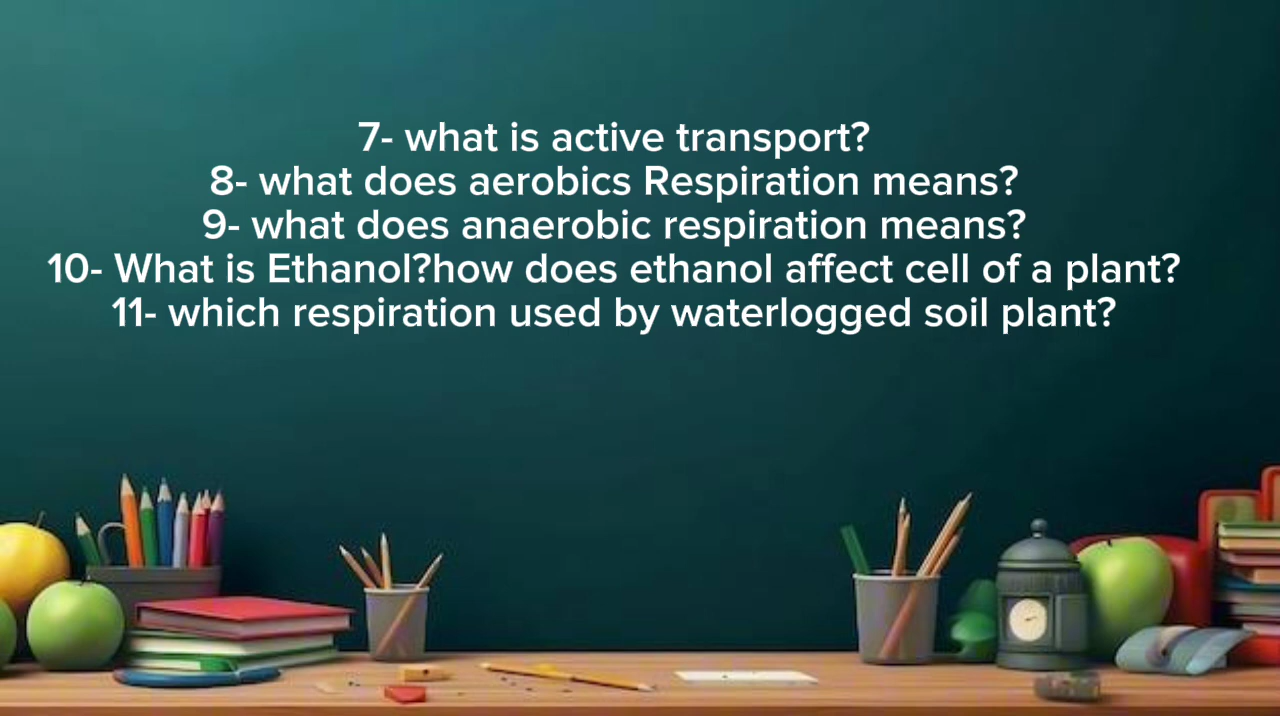 7- what is active transport?
8- what does aerobics Respiration means?
9- what does anaerobic respiration means?
10- What is Ethanol?how does ethanol affect cell of a plant?
11- which respiration used by waterlogged soil plant?